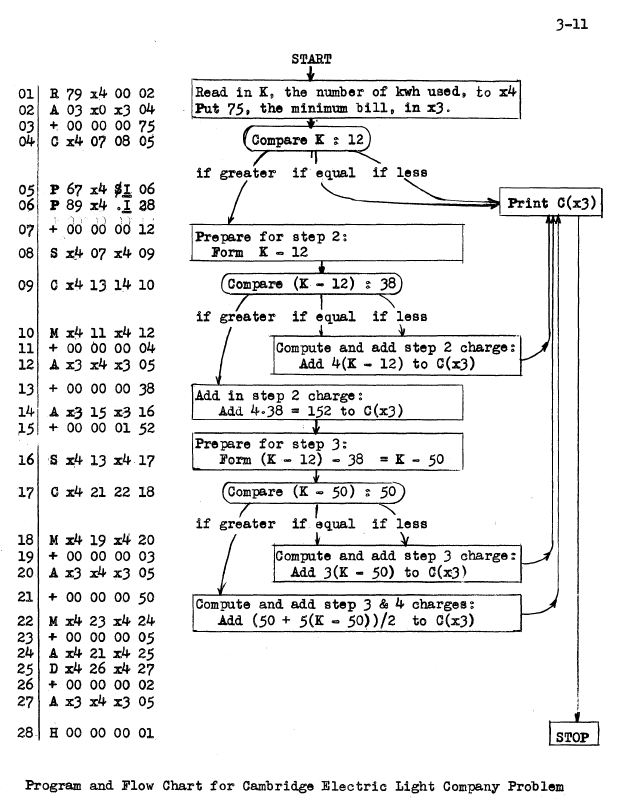 3-11
START
01 R 79 x4 00 02
02 A 03 x0 x3 04
03 + 00 00 00 75
04 C x4 07 08 05
05 P 67 x4 $I 06
06 P 89 x4 .I 28
07 + 00 00 00 12
08 S x4 07 x4 09
09 C x4 13 14 10
10 M x4 11 x4 12
11 + 00 00 00 04
12 A x3 x4 x3 05
13 + 00 00 00 38
14 A x3 15 x3 16
15 + 00 00 01 52
16 S x4 13 x4 17
17 C x4 21 22 18
18 M x4 19 x4 20
19 + 00 00 00 03
20 A x3 x4 x3 05
21 + 00 00 00 50
22 M x4 23 x4 24
23 + 00 00 00 05
24 A x4 21 x4 25
25 D x4 26 x4 27
26 + 00 00 00 02
27 A x3 x4 x3 05
28 H 00 00 00 01
Read in K, the number of kwh used, to x4
Put 75, the minimum bill, in x3.
Compare K : 12
if greater if equal if less
Print C(x3)
Prepare for step 2:
Form K - 12
Compare (K - 12) : 38
if greater if equal if less
Compute and add step 2 charge:
Add 4(K - 12) to C(x3)
Add in step 2 charge:
Add 4.38 = 152 to C(x3)
Prepare for step 3:
Form (K - 12) - 38 = K - 50
Compare (K - 50) : 50
if greater if equal if less
Compute and add step 3 charge:
Add 3(K - 50) to C(x3)
Compute and add step 3 & 4 charges:
Add (50 + 5(K - 50))/2 to C(x3)
STOP
Program and Flow Chart for Cambridge Electric Light Company Problem